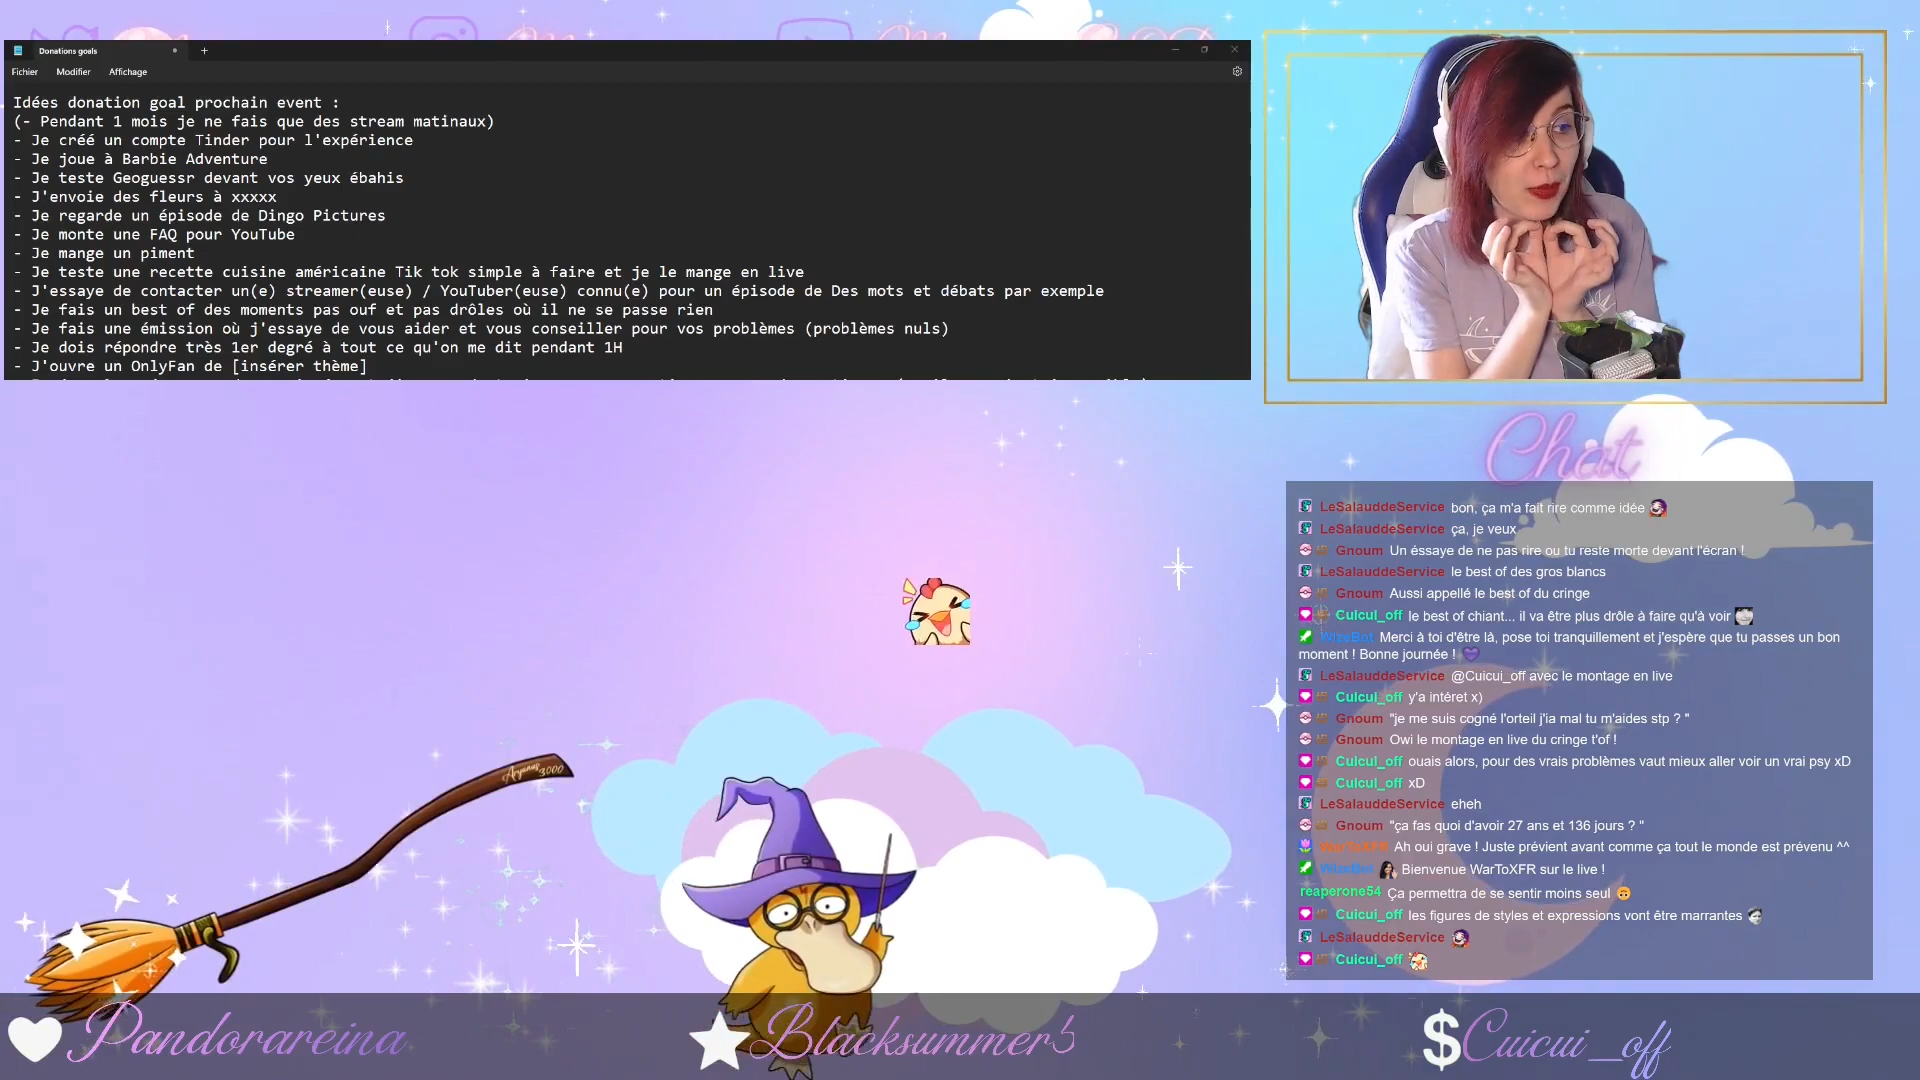 Donations goals
Fichier Modifier Affichage
Idées donation goal prochain event :
(- Pendant 1 mois je ne fais que des stream matinaux)
- Je créé un compte Tinder pour l'expérience
- Je joue à Barbie Adventure
- Je teste Geoguessr devant vos yeux ébahis
- J'envoie des fleurs à xxxxx
- Je regarde un épisode de Dingo Pictures
- Je monte une FAQ pour YouTube
- Je mange un piment
- Je teste une recette cuisine américaine Tik tok simple à faire et je le mange en live
- J'essaye de contacter un(e) streamer(euse) / YouTuber(euse) connu(e) pour un épisode de Des mots et débats par exemple
- Je fais un best of des moments pas ouf et pas drôles où il ne se passe rien
- Je fais une émission où j'essaye de vous aider et vous conseiller pour vos problèmes (problèmes nuls)
- Je dois répondre très 1er degré à tout ce qu'on me dit pendant 1H
- J'ouvre un OnlyFan de [insérer thème]
Chat
LeSalauddeService bon, ça m'a fait rire comme idée
LeSalauddeService ça, je veux
Gnoum Un éssaye de ne pas rire ou tu reste morte devant l'écran !
LeSalauddeService le best of des gros blancs
Gnoum Aussi appellé le best of du cringe
Cuicui_off le best of chiant... il va être plus drôle à faire qu'à voir
WizeBot Merci à toi d'être là, pose toi tranquillement et j'espère que tu passes un bon
moment ! Bonne journée !
LeSalauddeService @Cuicui_off avec le montage en live
Cuicui_off y'a intéret x)
Gnoum "je me suis cogné l'orteil j'ia mal tu m'aides stp ? "
Gnoum Owi le montage en live du cringe t'of !
Cuicui_off ouais alors, pour des vrais problèmes vaut mieux aller voir un vrai psy xD
Cuicui_off xD
LeSalauddeService eheh
Gnoum "ça fas quoi d'avoir 27 ans et 136 jours ? "
WarToXFR Ah oui grave ! Juste prévient avant comme ça tout le monde est prévenu ^^
WizeBot Bienvenue WarToXFR sur le live !
reaperone54 Ça permettra de se sentir moins seul
Cuicui_off les figures de styles et expressions vont être marrantes
LeSalauddeService
Cuicui_off
Aryanas3000
Pandorareina
Blacksummer5
$Cuicui_off